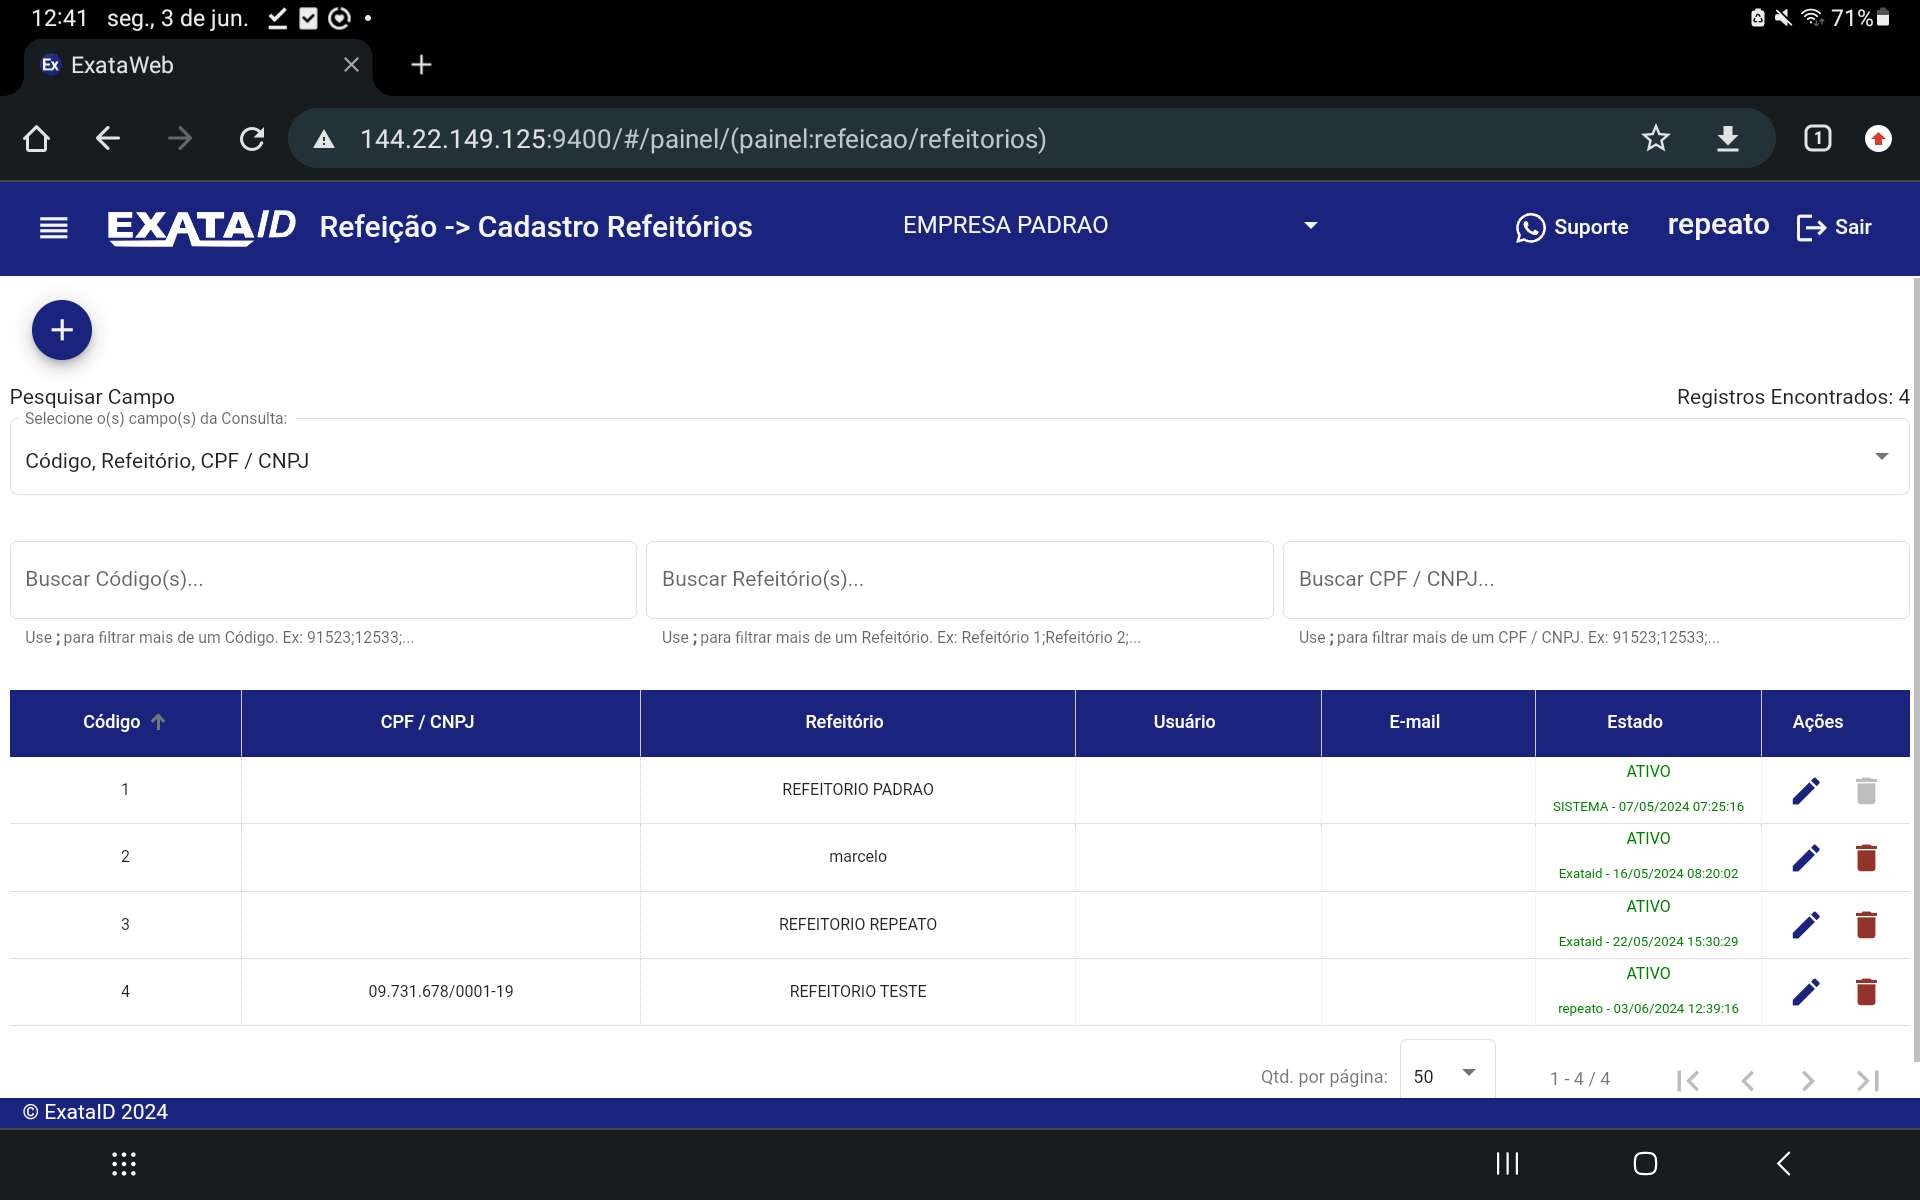 12:41 seg., 3 de jun. 71%
Ex ExataWeb
144.22.149.125:9400/#/painel/(painel:refeicao/refeitorios) 1
EXATAID Refeição -> Cadastro Refeitórios EMPRESA PADRAO Suporte repeato Sair
Pesquisar Campo Registros Encontrados: 4
Selecione o(s) campo(s) da Consulta:
Código, Refeitório, CPF / CNPJ
Buscar Código(s)... Buscar Refeitório(s)... Buscar CPF / CNPJ...
Use ; para filtrar mais de um Código. Ex: 91523;12533;... Use ; para filtrar mais de um Refeitório. Ex: Refeitório 1;Refeitório 2;... Use ; para filtrar mais de um CPF / CNPJ. Ex: 91523;12533;...
Código CPF / CNPJ Refeitório Usuário E-mail Estado Ações
1 REFEITORIO PADRAO ATIVO
SISTEMA - 07/05/2024 07:25:16
2 marcelo ATIVO
Exataid - 16/05/2024 08:20:02
3 REFEITORIO REPEATO ATIVO
Exataid - 22/05/2024 15:30:29
4 09.731.678/0001-19 REFEITORIO TESTE ATIVO
repeato - 03/06/2024 12:39:16
Qtd. por página: 50 1 - 4 / 4
© ExataID 2024